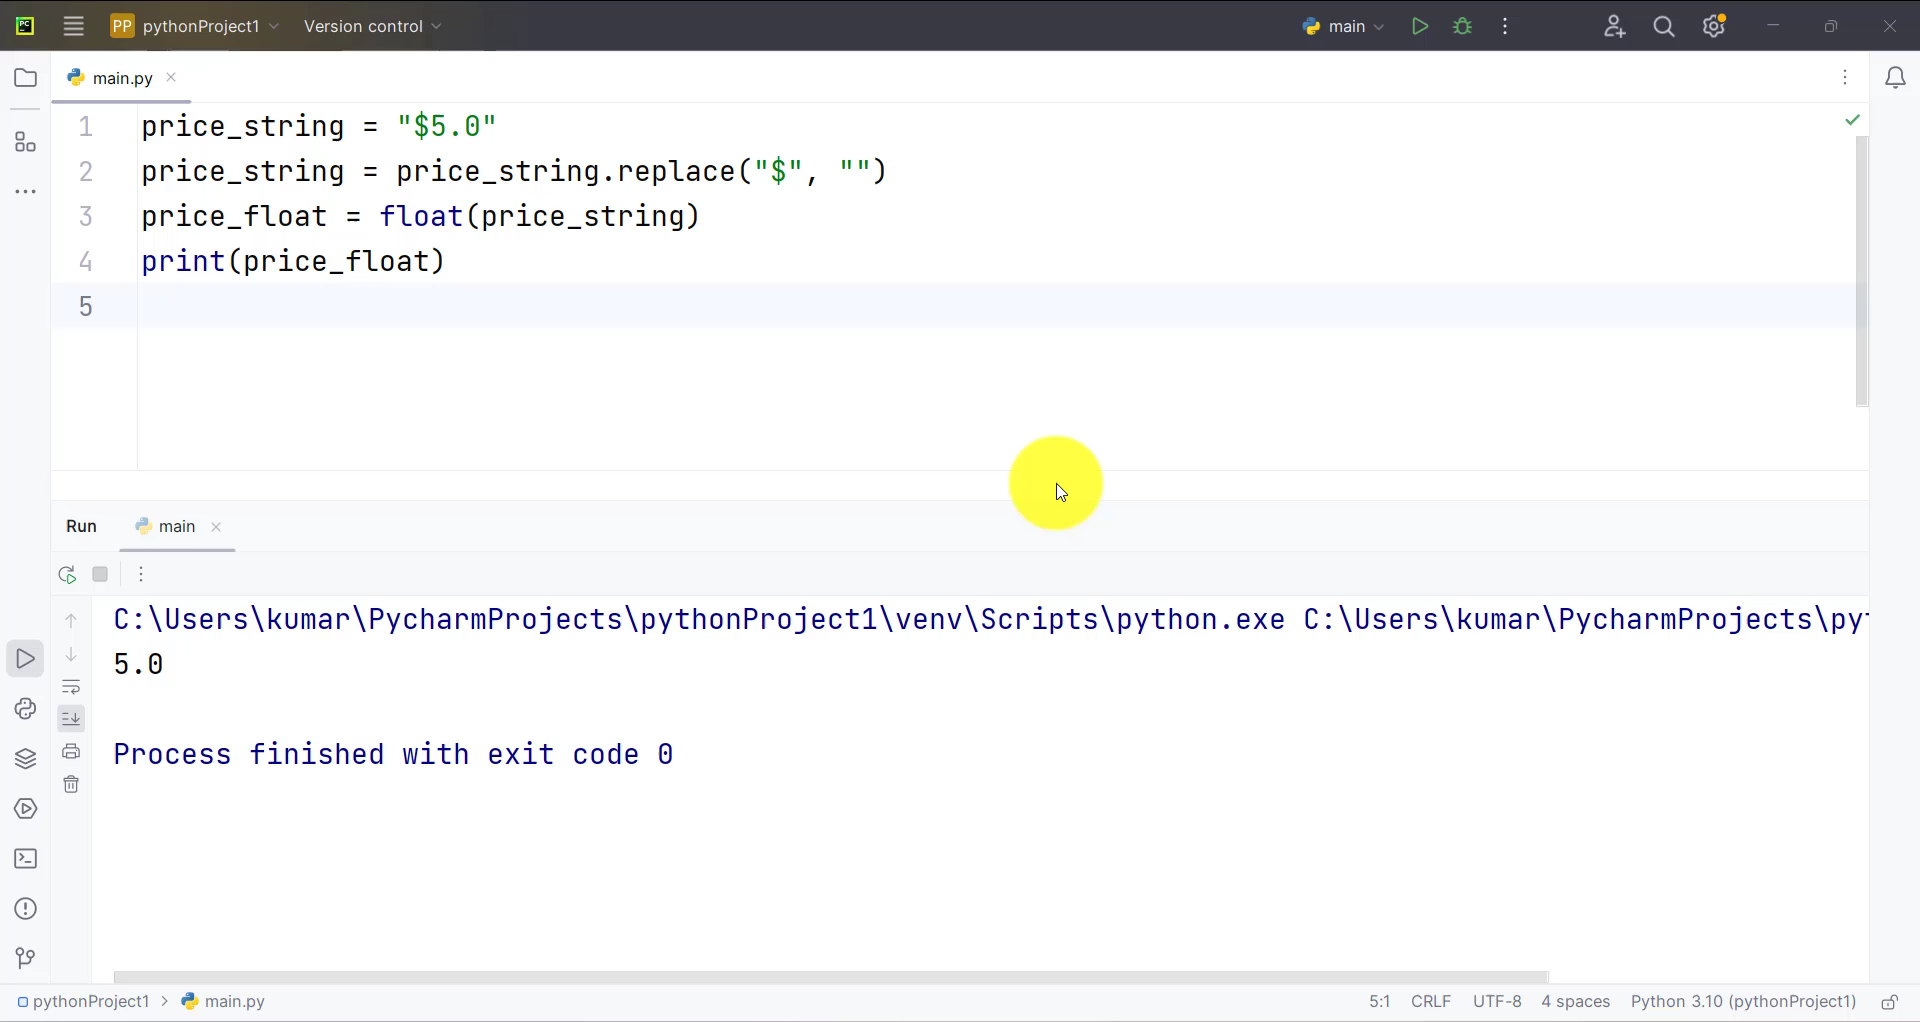 PC
PP pythonProject1 Version control main
main.py
1 price_string = "$5.0"
2 price_string = price_string.replace("$", "")
3 price_float = float(price_string)
4 print(price_float)
5
Run main
C:\Users\kumar\PycharmProjects\pythonProject1\venv\Scripts\python.exe C:\Users\kumar\PycharmProjects\py
5.0
Process finished with exit code 0
pythonProject1 > main.py 5:1 CRLF UTF-8 4 spaces Python 3.10 (pythonProject1)